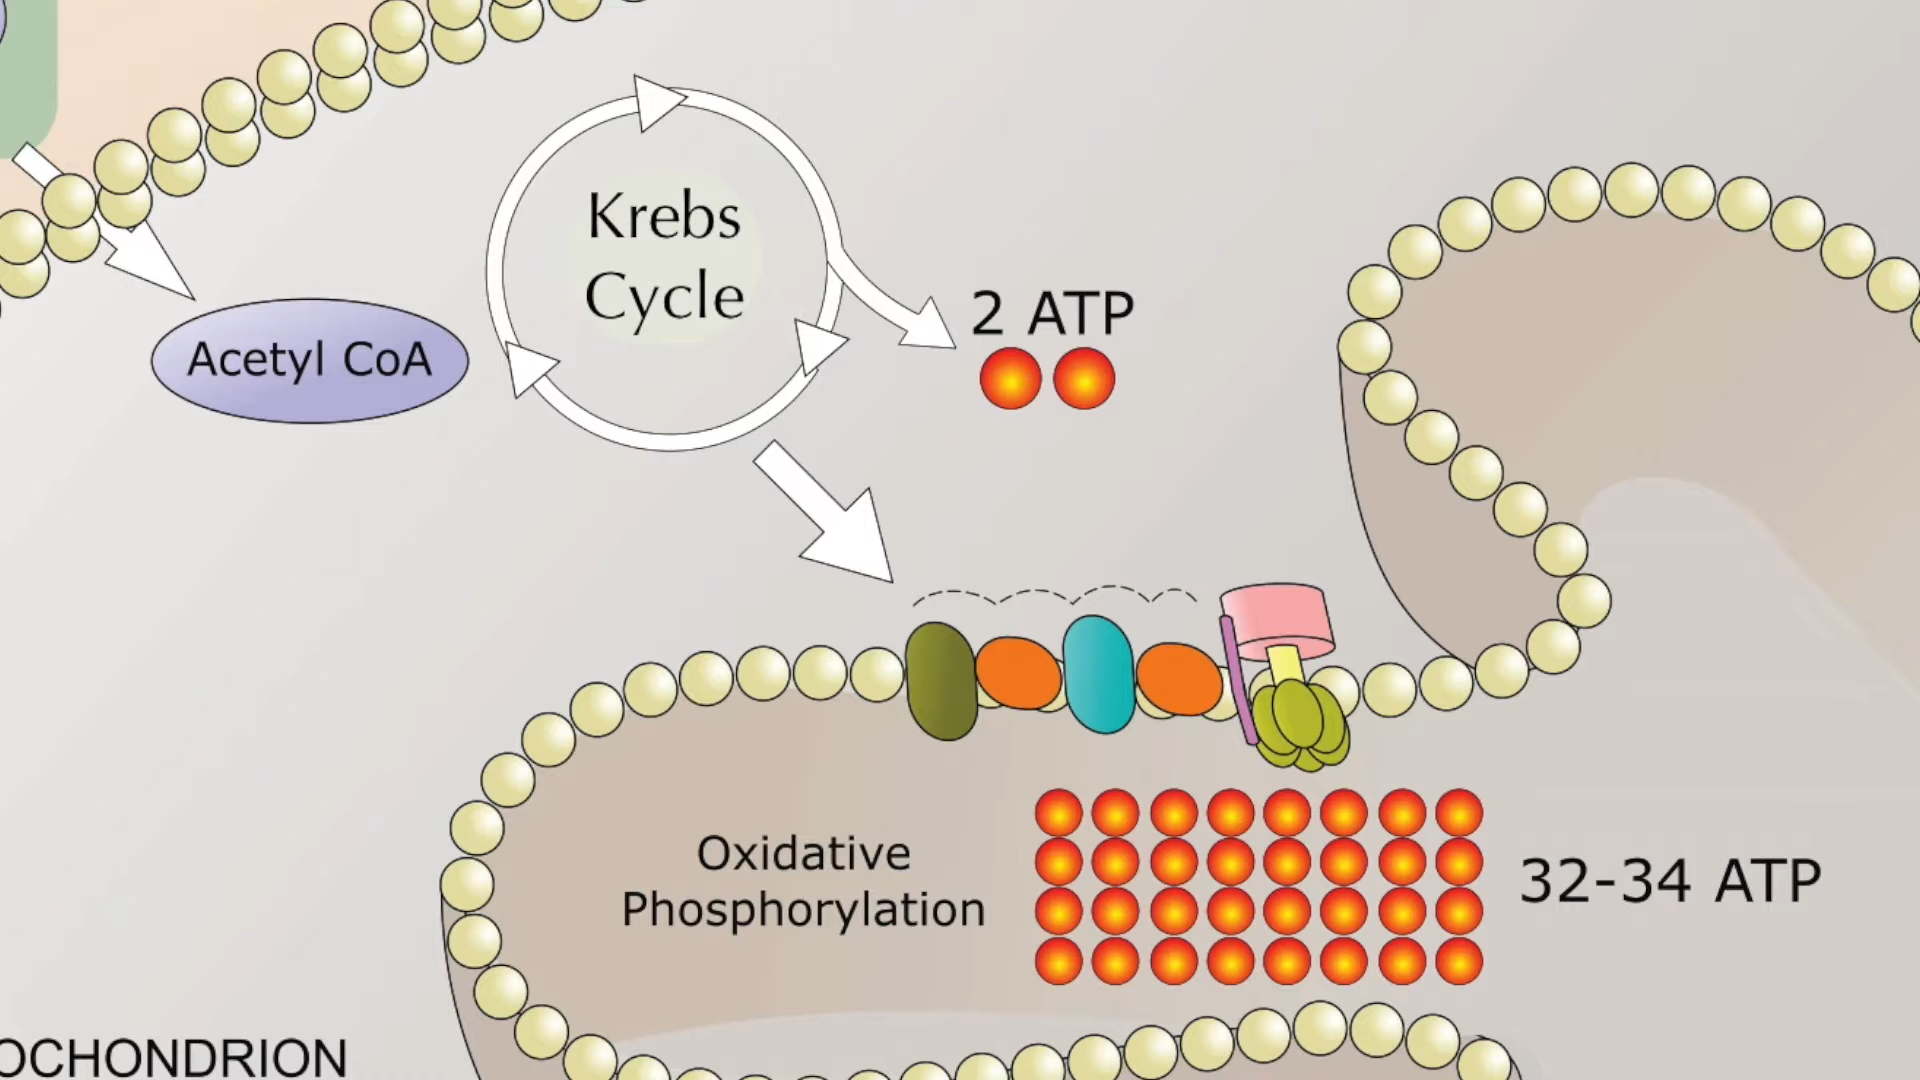 Krebs
Cycle
2 ATP
Acetyl CoA
Oxidative
Phosphorylation
32-34 ATP
OCHONDRION